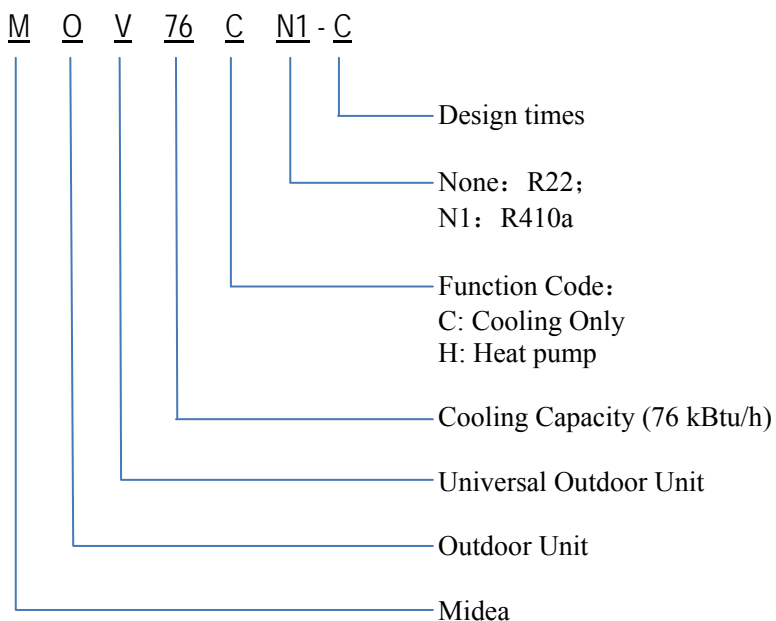 M O V 76 C N1 - C
Design times
None：R22；
N1：R410a
Function Code：
C: Cooling Only
H: Heat pump
Cooling Capacity (76 kBtu/h)
Universal Outdoor Unit
Outdoor Unit
Midea